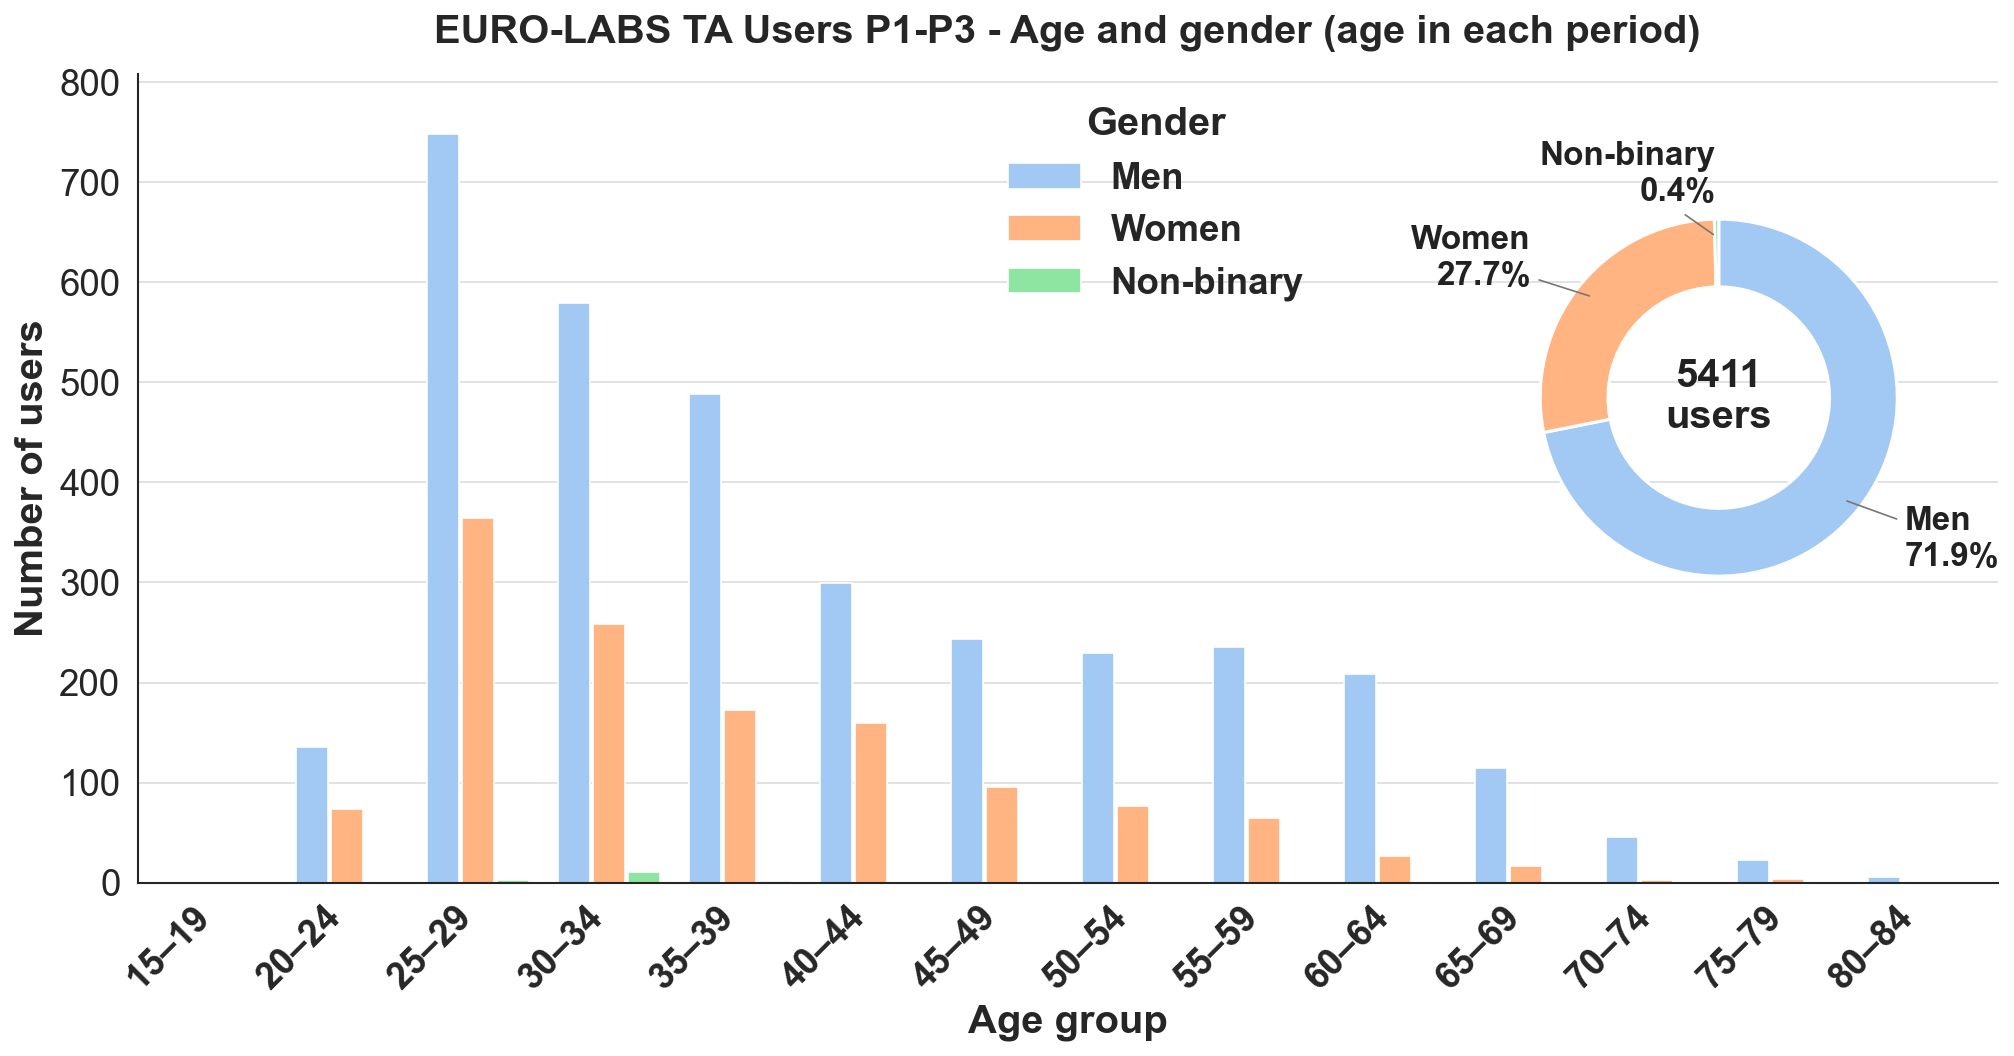 EURO-LABS TA Users P1-P3 - Age and gender (age in each period)
Number of users
800
700
600
500
400
300
200
100
0
Gender
Men
Women
Non-binary
Non-binary
0.4%
Women
27.7%
5411
users
Men
71.9%
15–19
20–24
25–29
30–34
35–39
40–44
45–49
50–54
55–59
60–64
65–69
70–74
75–79
80–84
Age group